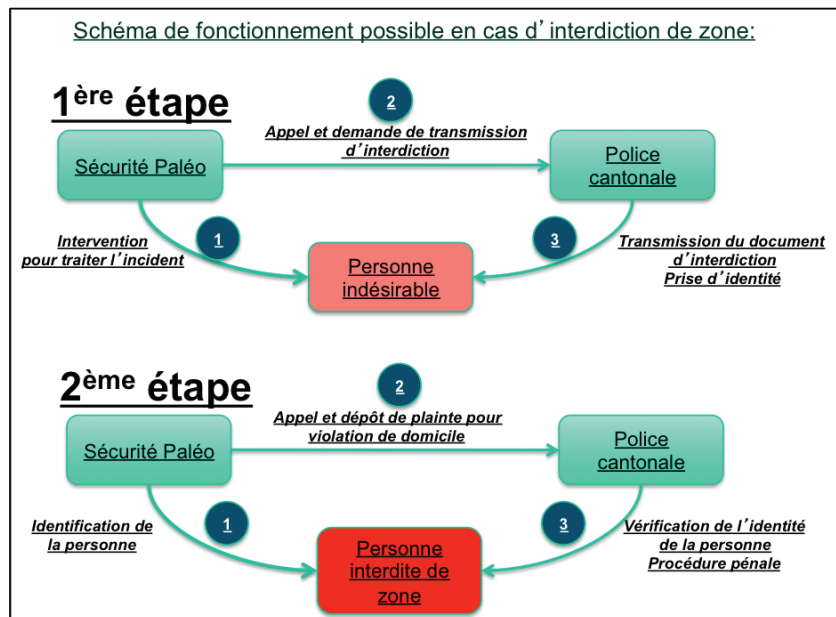 Schéma de fonctionnement possible en cas d'interdiction de zone:
1ère étape
2
Appel et demande de transmission
d'interdiction
Sécurité Paléo
Police
cantonale
Intervention
pour traiter l'incident
1
3
Transmission du document
d'interdiction
Prise d'identité
Personne
indésirable
2ème étape
2
Appel et dépôt de plainte pour
violation de domicile
Sécurité Paléo
Police
cantonale
Identification de
la personne
1
3
Vérification de l'identité
de la personne
Procédure pénale
Personne
interdite de
zone